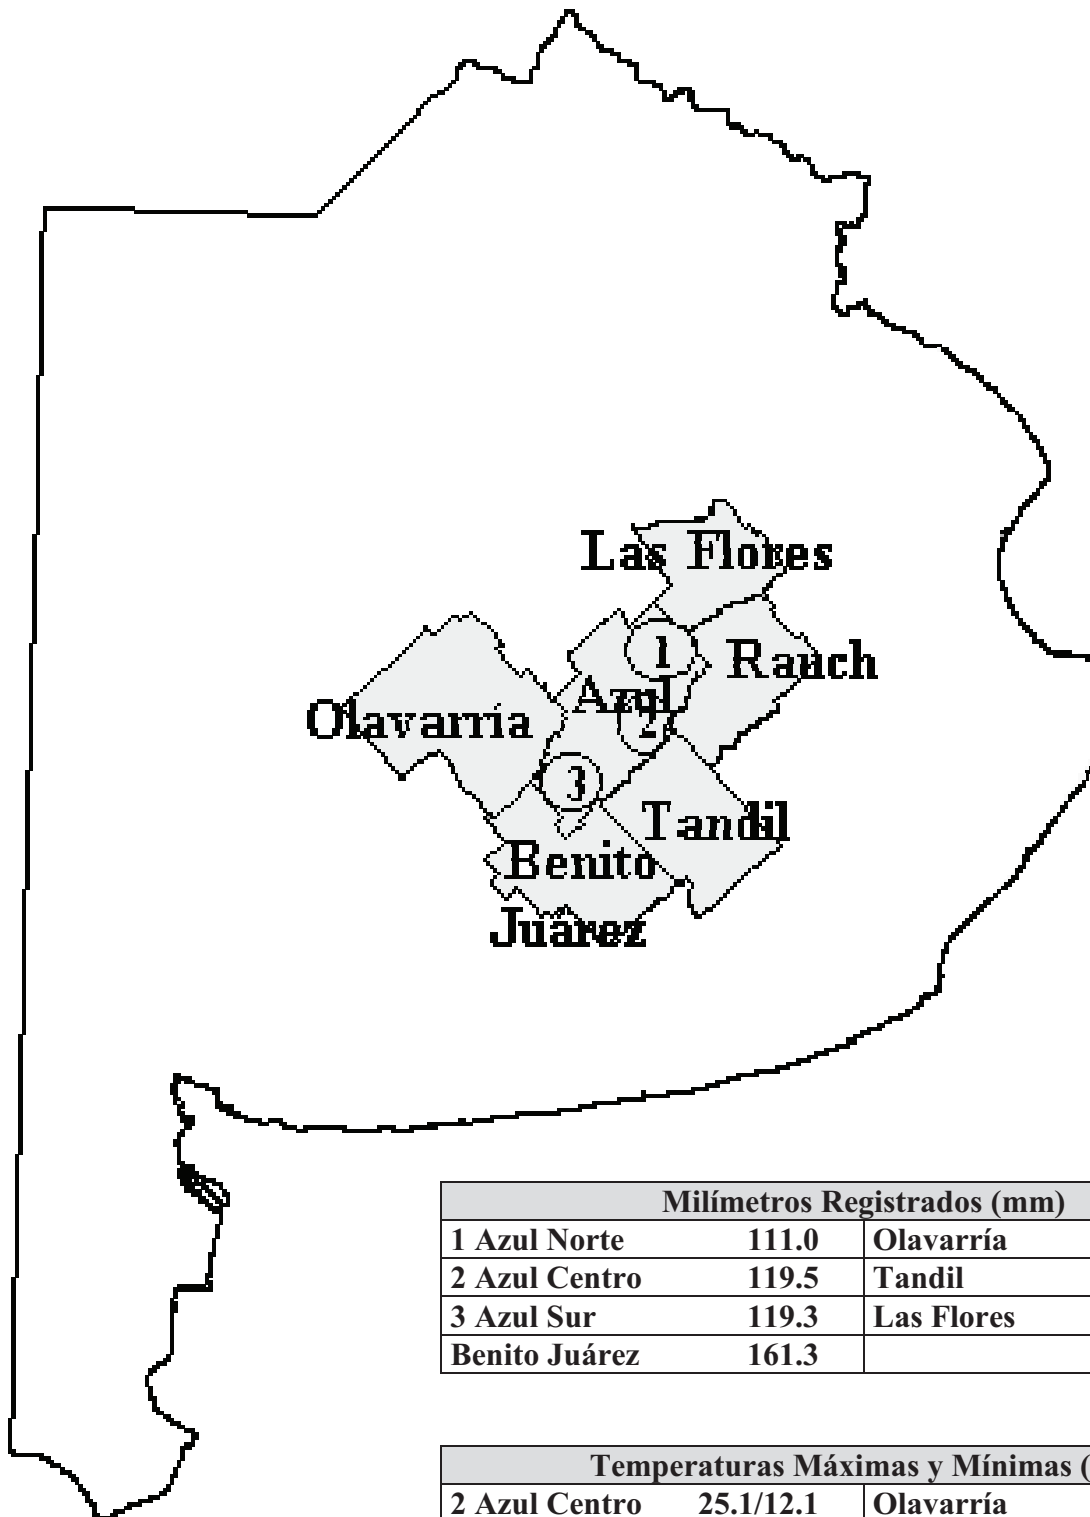 Las Flores
1
Rauch
Azul
Olavarría
2
3
Tandil
Benito
Juárez
Milímetros Registrados (mm)
1 Azul Norte 111.0 Olavarría
2 Azul Centro 119.5 Tandil
3 Azul Sur 119.3 Las Flores
Benito Juárez 161.3
Temperaturas Máximas y Mínimas (
2 Azul Centro 25.1/12.1 Olavarría